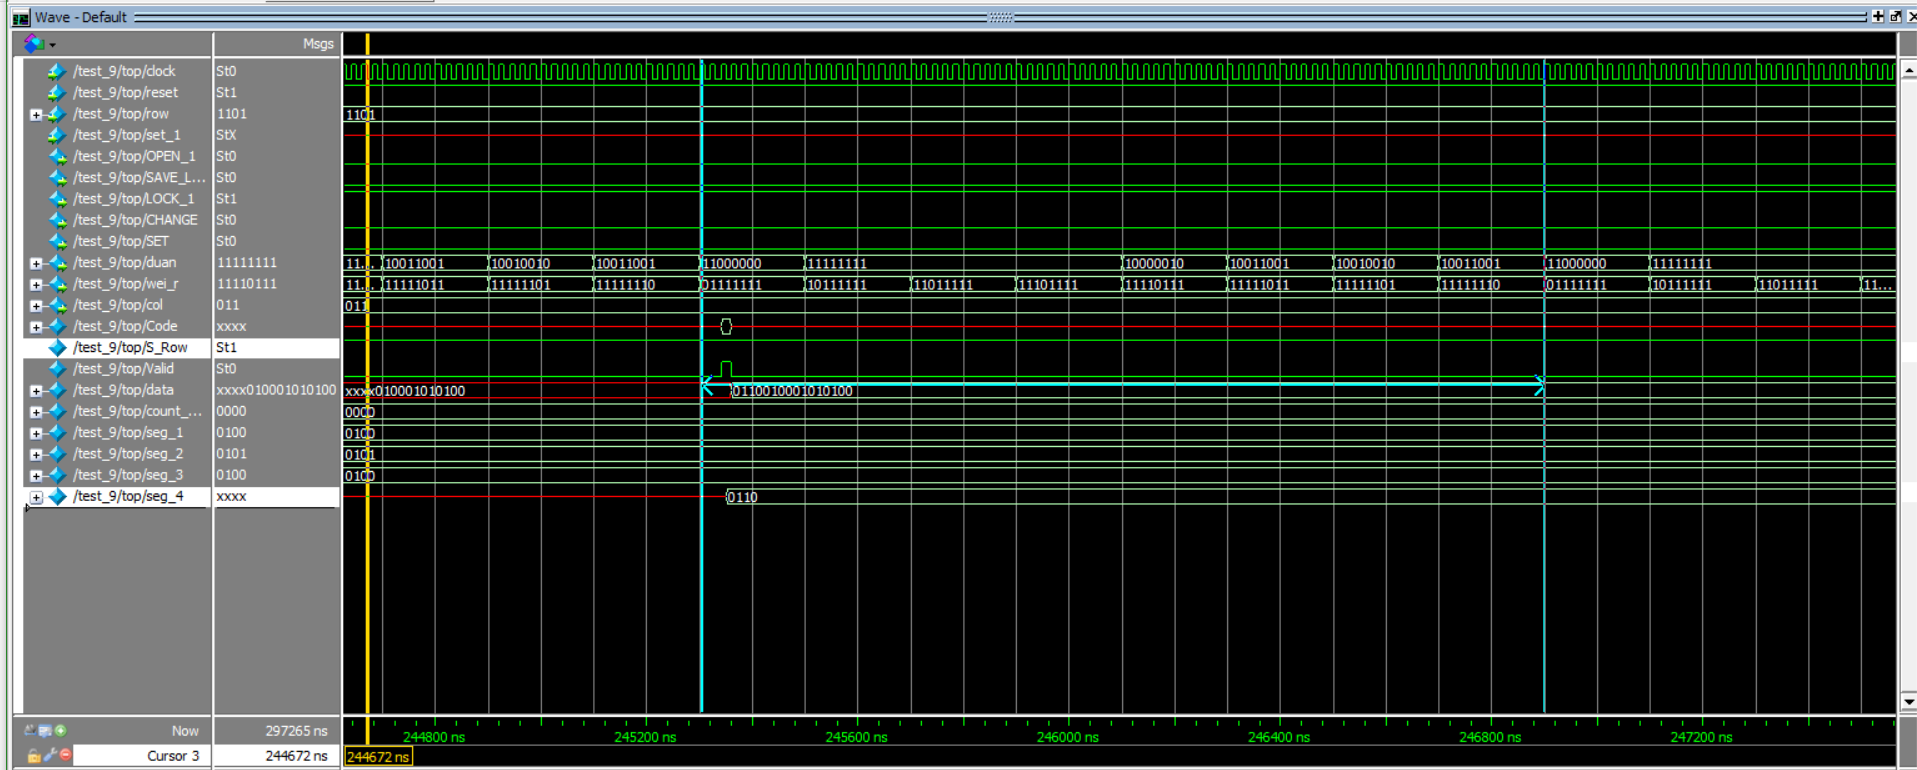 Wave - Default
Msgs
/test_9/top/clock St0
/test_9/top/reset St1
/test_9/top/row 1101 1101
/test_9/top/set_1 StX
/test_9/top/OPEN_1 St0
/test_9/top/SAVE_L... St0
/test_9/top/LOCK_1 St1
/test_9/top/CHANGE St0
/test_9/top/SET St0
/test_9/top/duan 11111111 11... 10011001 10010010 10011001 11000000 11111111 10000010 10011001 10010010 10011001 11000000 11111111
/test_9/top/wei_r 11110111 11... 11111011 11111101 11111110 01111111 10111111 11011111 11101111 11110111 11111011 11111101 11111110 01111111 10111111 11011111 11...
/test_9/top/col 011 011
/test_9/top/Code xxxx
/test_9/top/S_Row St1
/test_9/top/Valid St0
/test_9/top/data xxxx010001010100 xxxx010001010100 0110010001010100
/test_9/top/count_... 0000 0000
/test_9/top/seg_1 0100 0100
/test_9/top/seg_2 0101 0101
/test_9/top/seg_3 0100 0100
/test_9/top/seg_4 xxxx 0110
Now 297265 ns 244800 ns 245200 ns 245600 ns 246000 ns 246400 ns 246800 ns 247200 ns
Cursor 3 244672 ns 244672 ns